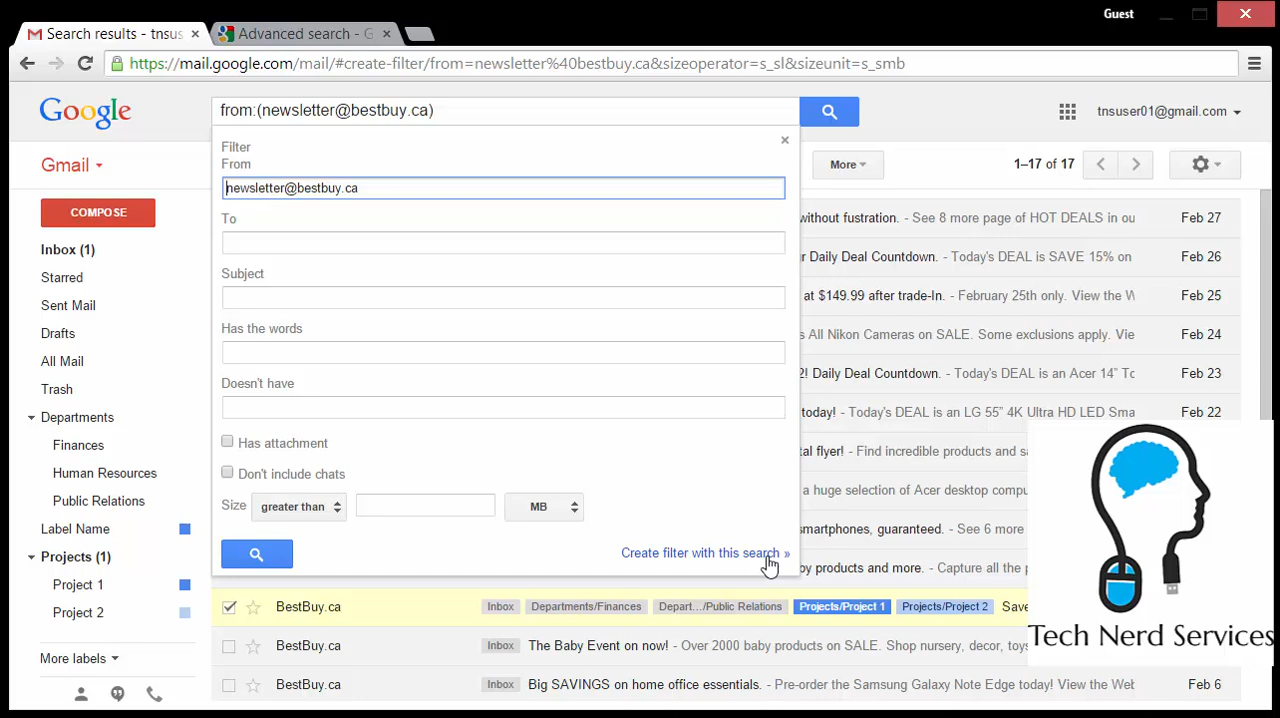 Guest
Search results - tnsus
Advanced search - G
https://mail.google.com/mail/#create-filter/from=newsletter%40bestbuy.ca&sizeoperator=s_sl&sizeunit=s_smb
Google
from:(newsletter@bestbuy.ca)
tnsuser01@gmail.com
Gmail
More
1–17 of 17
COMPOSE
Inbox (1)
Starred
Sent Mail
Drafts
All Mail
Trash
Departments
Finances
Human Resources
Public Relations
Label Name
Projects (1)
Project 1
Project 2
More labels
Filter
From
newsletter@bestbuy.ca
To
Subject
Has the words
Doesn't have
Has attachment
Don't include chats
Size greater than MB
Create filter with this search »
without fustration. - See 8 more page of HOT DEALS in ou Feb 27
r Daily Deal Countdown. - Today's DEAL is SAVE 15% on Feb 26
at $149.99 after trade-In. - February 25th only. View the W Feb 25
s All Nikon Cameras on SALE. Some exclusions apply. Vie Feb 24
2! Daily Deal Countdown. - Today's DEAL is an Acer 14" Tc Feb 23
today! - Today's DEAL is an LG 55" 4K Ultra HD LED Sma Feb 22
tal flyer! - Find incredible products and sa
a huge selection of Acer desktop compu
smartphones, guaranteed. - See 6 more
by products and more. - Capture all the
BestBuy.ca Inbox Departments/Finances Depart.../Public Relations Projects/Project 1 Projects/Project 2 Save
BestBuy.ca Inbox The Baby Event on now! - Over 2000 baby products on SALE. Shop nursery, decor, toys
BestBuy.ca Inbox Big SAVINGS on home office essentials. - Pre-order the Samsung Galaxy Note Edge today! View the Web Feb 6
Tech Nerd Services